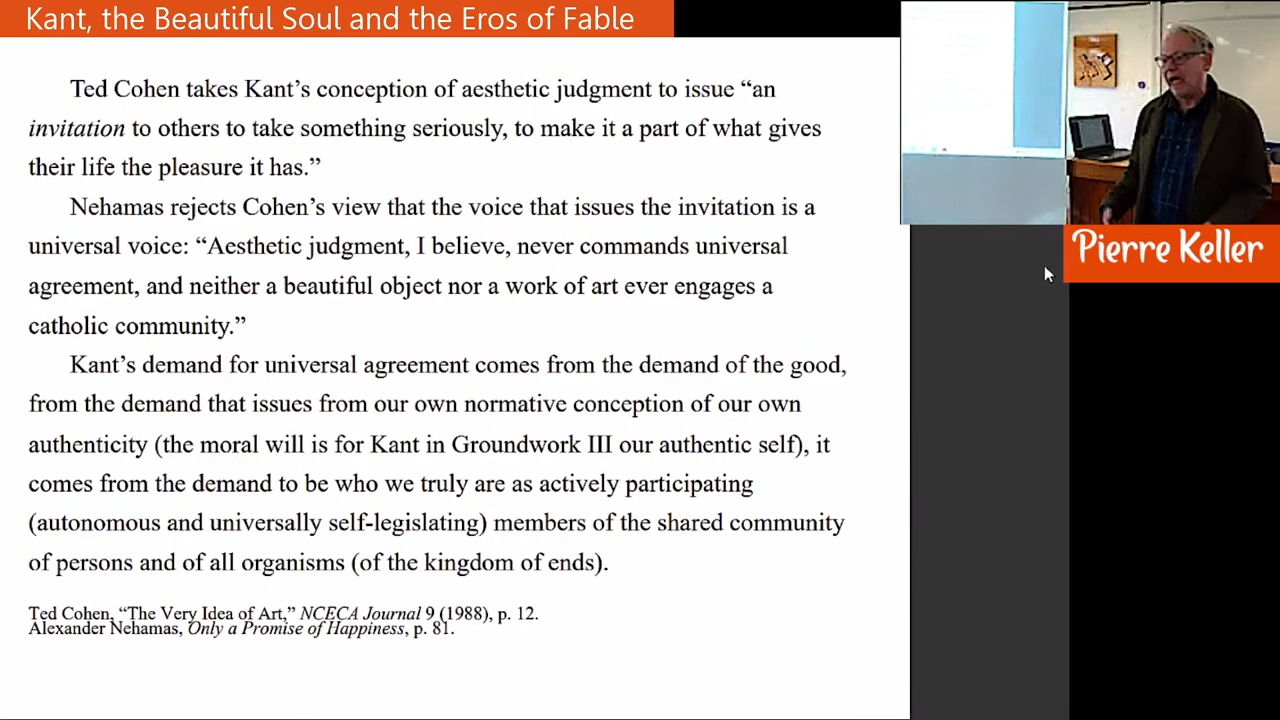 Kant, the Beautiful Soul and the Eros of Fable
Ted Cohen takes Kant’s conception of aesthetic judgment to issue “an
invitation to others to take something seriously, to make it a part of what gives
their life the pleasure it has.”
Nehamas rejects Cohen’s view that the voice that issues the invitation is a
universal voice: “Aesthetic judgment, I believe, never commands universal
agreement, and neither a beautiful object nor a work of art ever engages a
catholic community.”
Kant’s demand for universal agreement comes from the demand of the good,
from the demand that issues from our own normative conception of our own
authenticity (the moral will is for Kant in Groundwork III our authentic self), it
comes from the demand to be who we truly are as actively participating
(autonomous and universally self-legislating) members of the shared community
of persons and of all organisms (of the kingdom of ends).
Ted Cohen, “The Very Idea of Art,” NCECA Journal 9 (1988), p. 12.
Alexander Nehamas, Only a Promise of Happiness, p. 81.
Pierre Keller